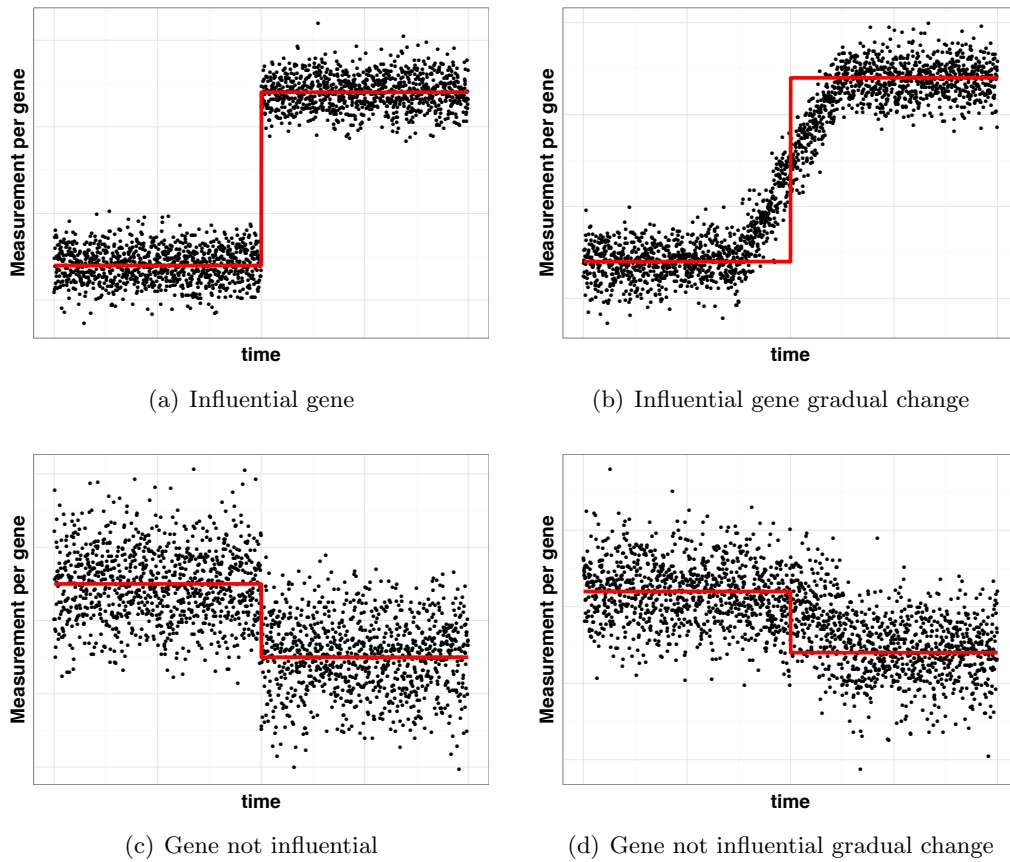 Measurement per gene
time
(a) Influential gene
Measurement per gene
time
(b) Influential gene gradual change
Measurement per gene
time
(c) Gene not influential
Measurement per gene
time
(d) Gene not influential gradual change